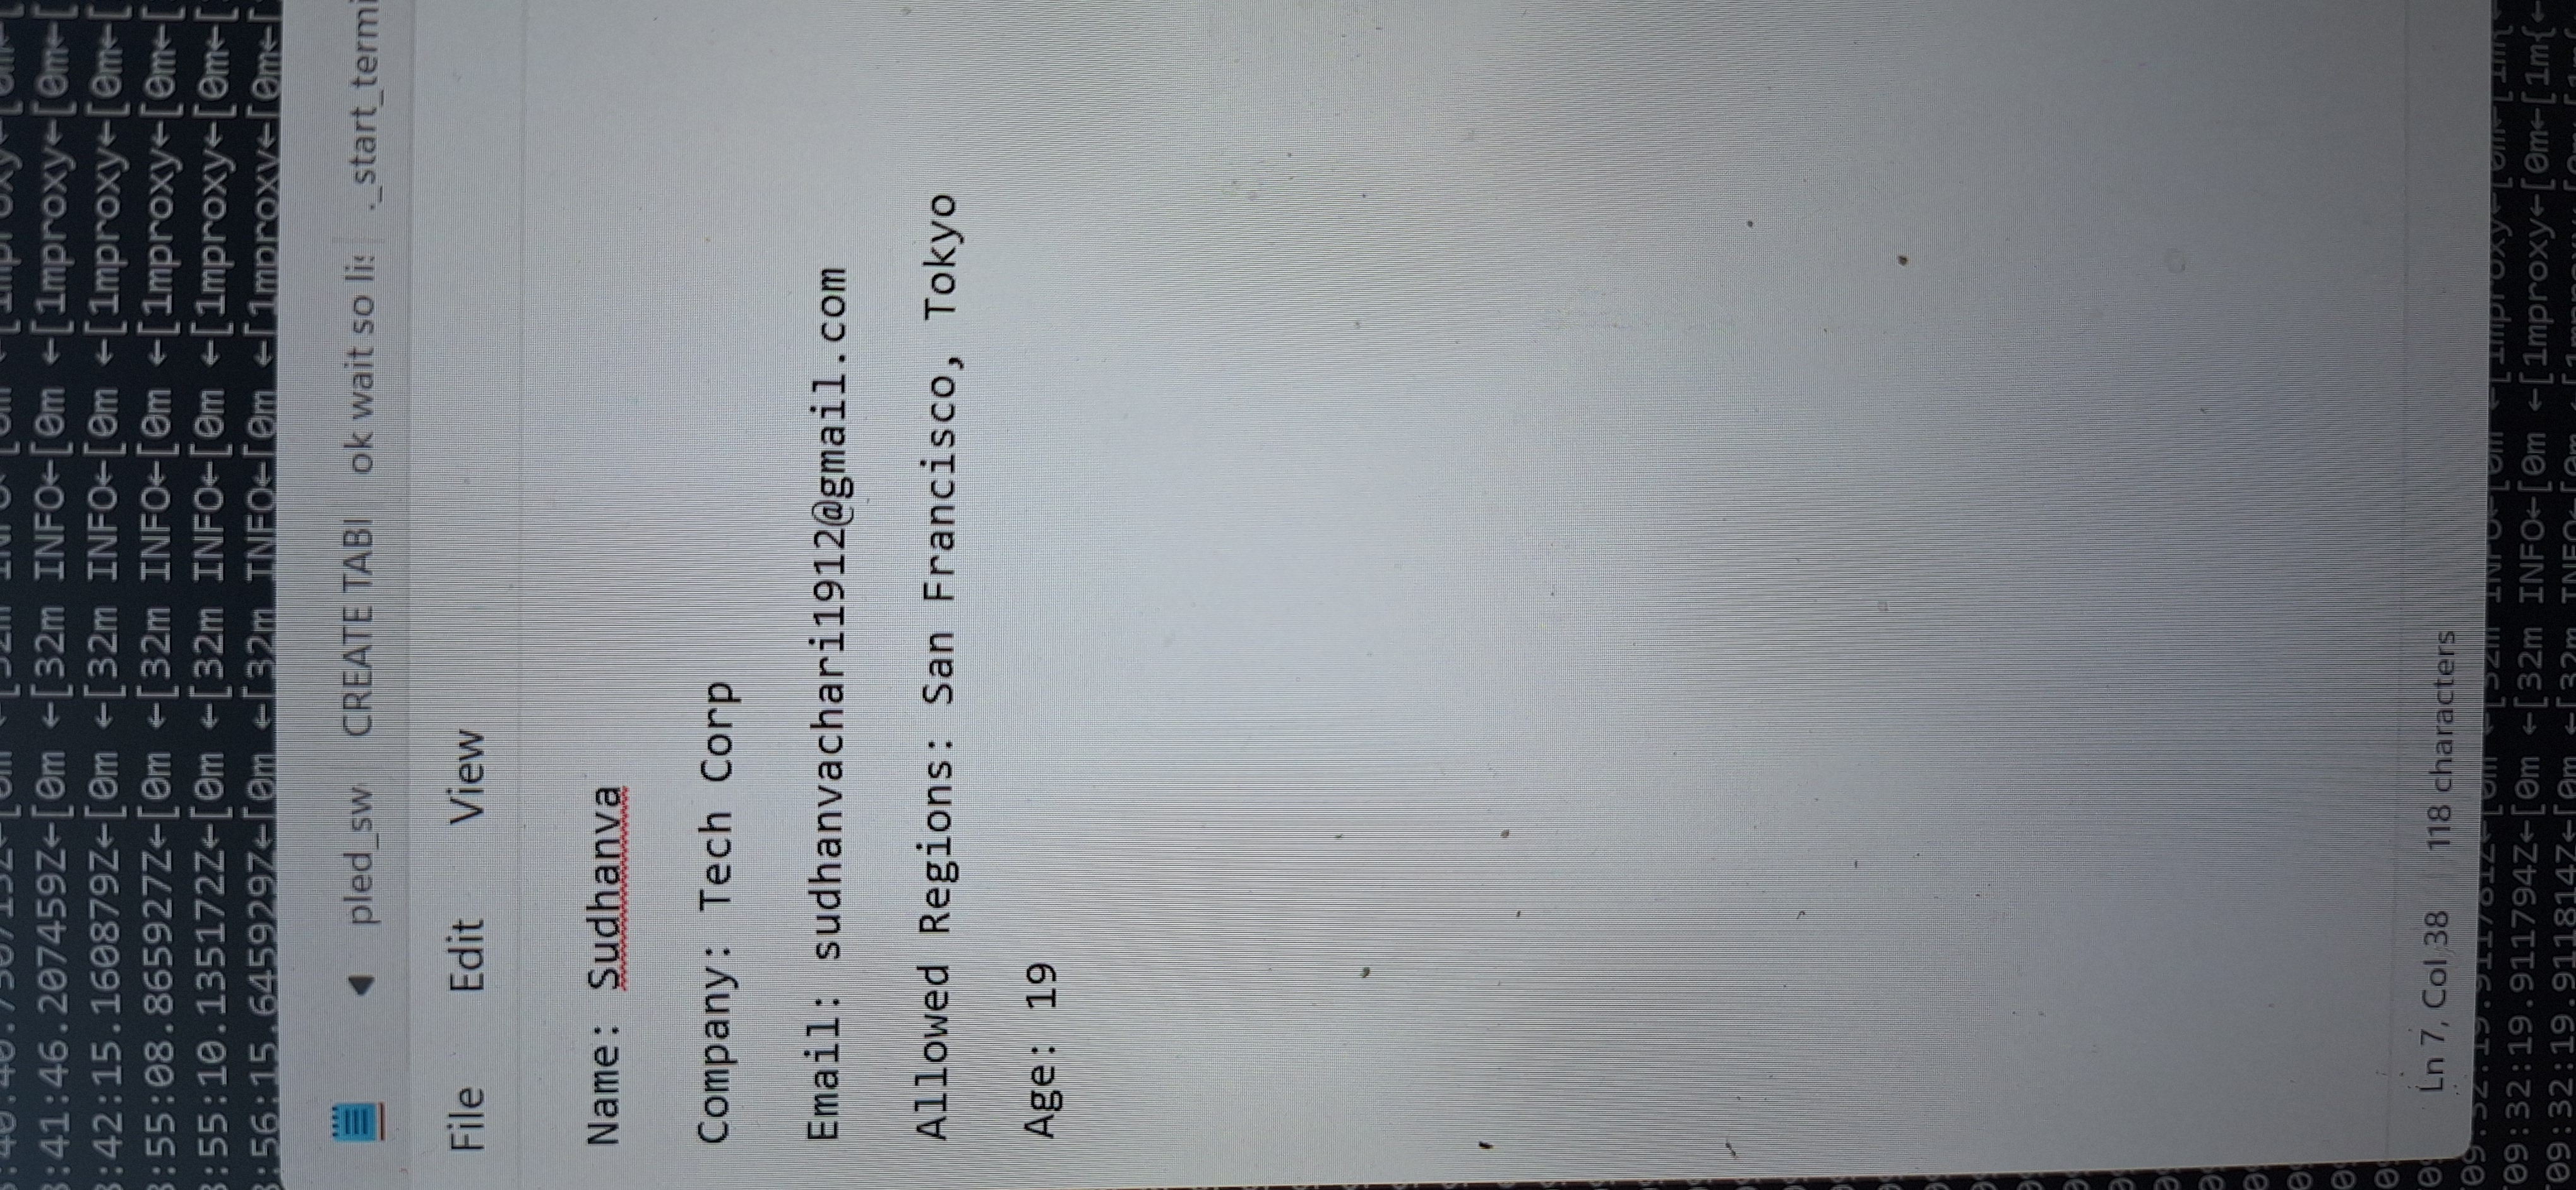 :41:46.207459Z←[0m ←[32m INFO←[0m ←[1mproxy←[0m←[
:42:15.160879Z←[0m ←[32m INFO←[0m ←[1mproxy←[0m←[
:55:08.865927Z←[0m ←[32m INFO←[0m ←[1mproxy←[0m←[
:55:10.135172Z←[0m ←[32m INFO←[0m ←[1mproxy←[0m←[
:56:15.645929Z←[0m ←[32m INFO←[0m ←[1mproxy←[0m←[
pled_sw CREATE TABI ok wait so lis ._start_termi
File Edit View
Name: Sudhanva
Company: Tech Corp
Email: sudhanvachari1912@gmail.com
Allowed Regions: San Francisco, Tokyo
Age: 19
Ln 7, Col 38 118 characters
09:32:19.911794Z←[0m ←[32m INFO←[0m ←[1mproxy←[0m←[1m{←
09:32:19.911814Z←[0m ←[32m INFO←[0m ←[1mproxy←[0m←[1m{←